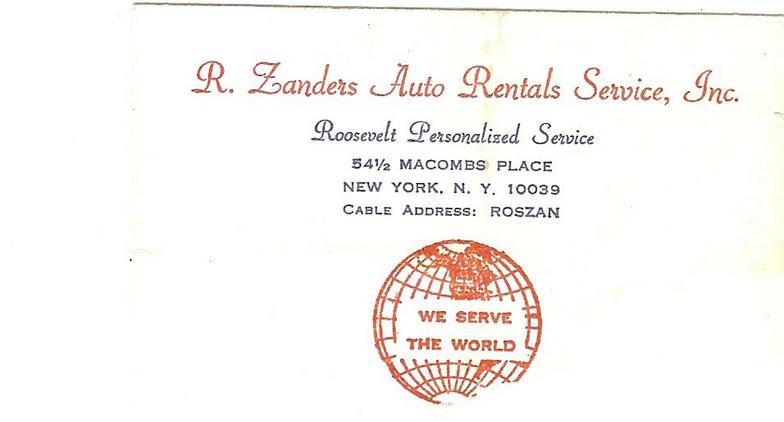 R. Zanders Auto Rentals Service, Inc.
Roosevelt Personalized Service
54½ MACOMBS PLACE
NEW YORK, N. Y. 10039
CABLE ADDRESS: ROSZAN
WE SERVE
THE WORLD